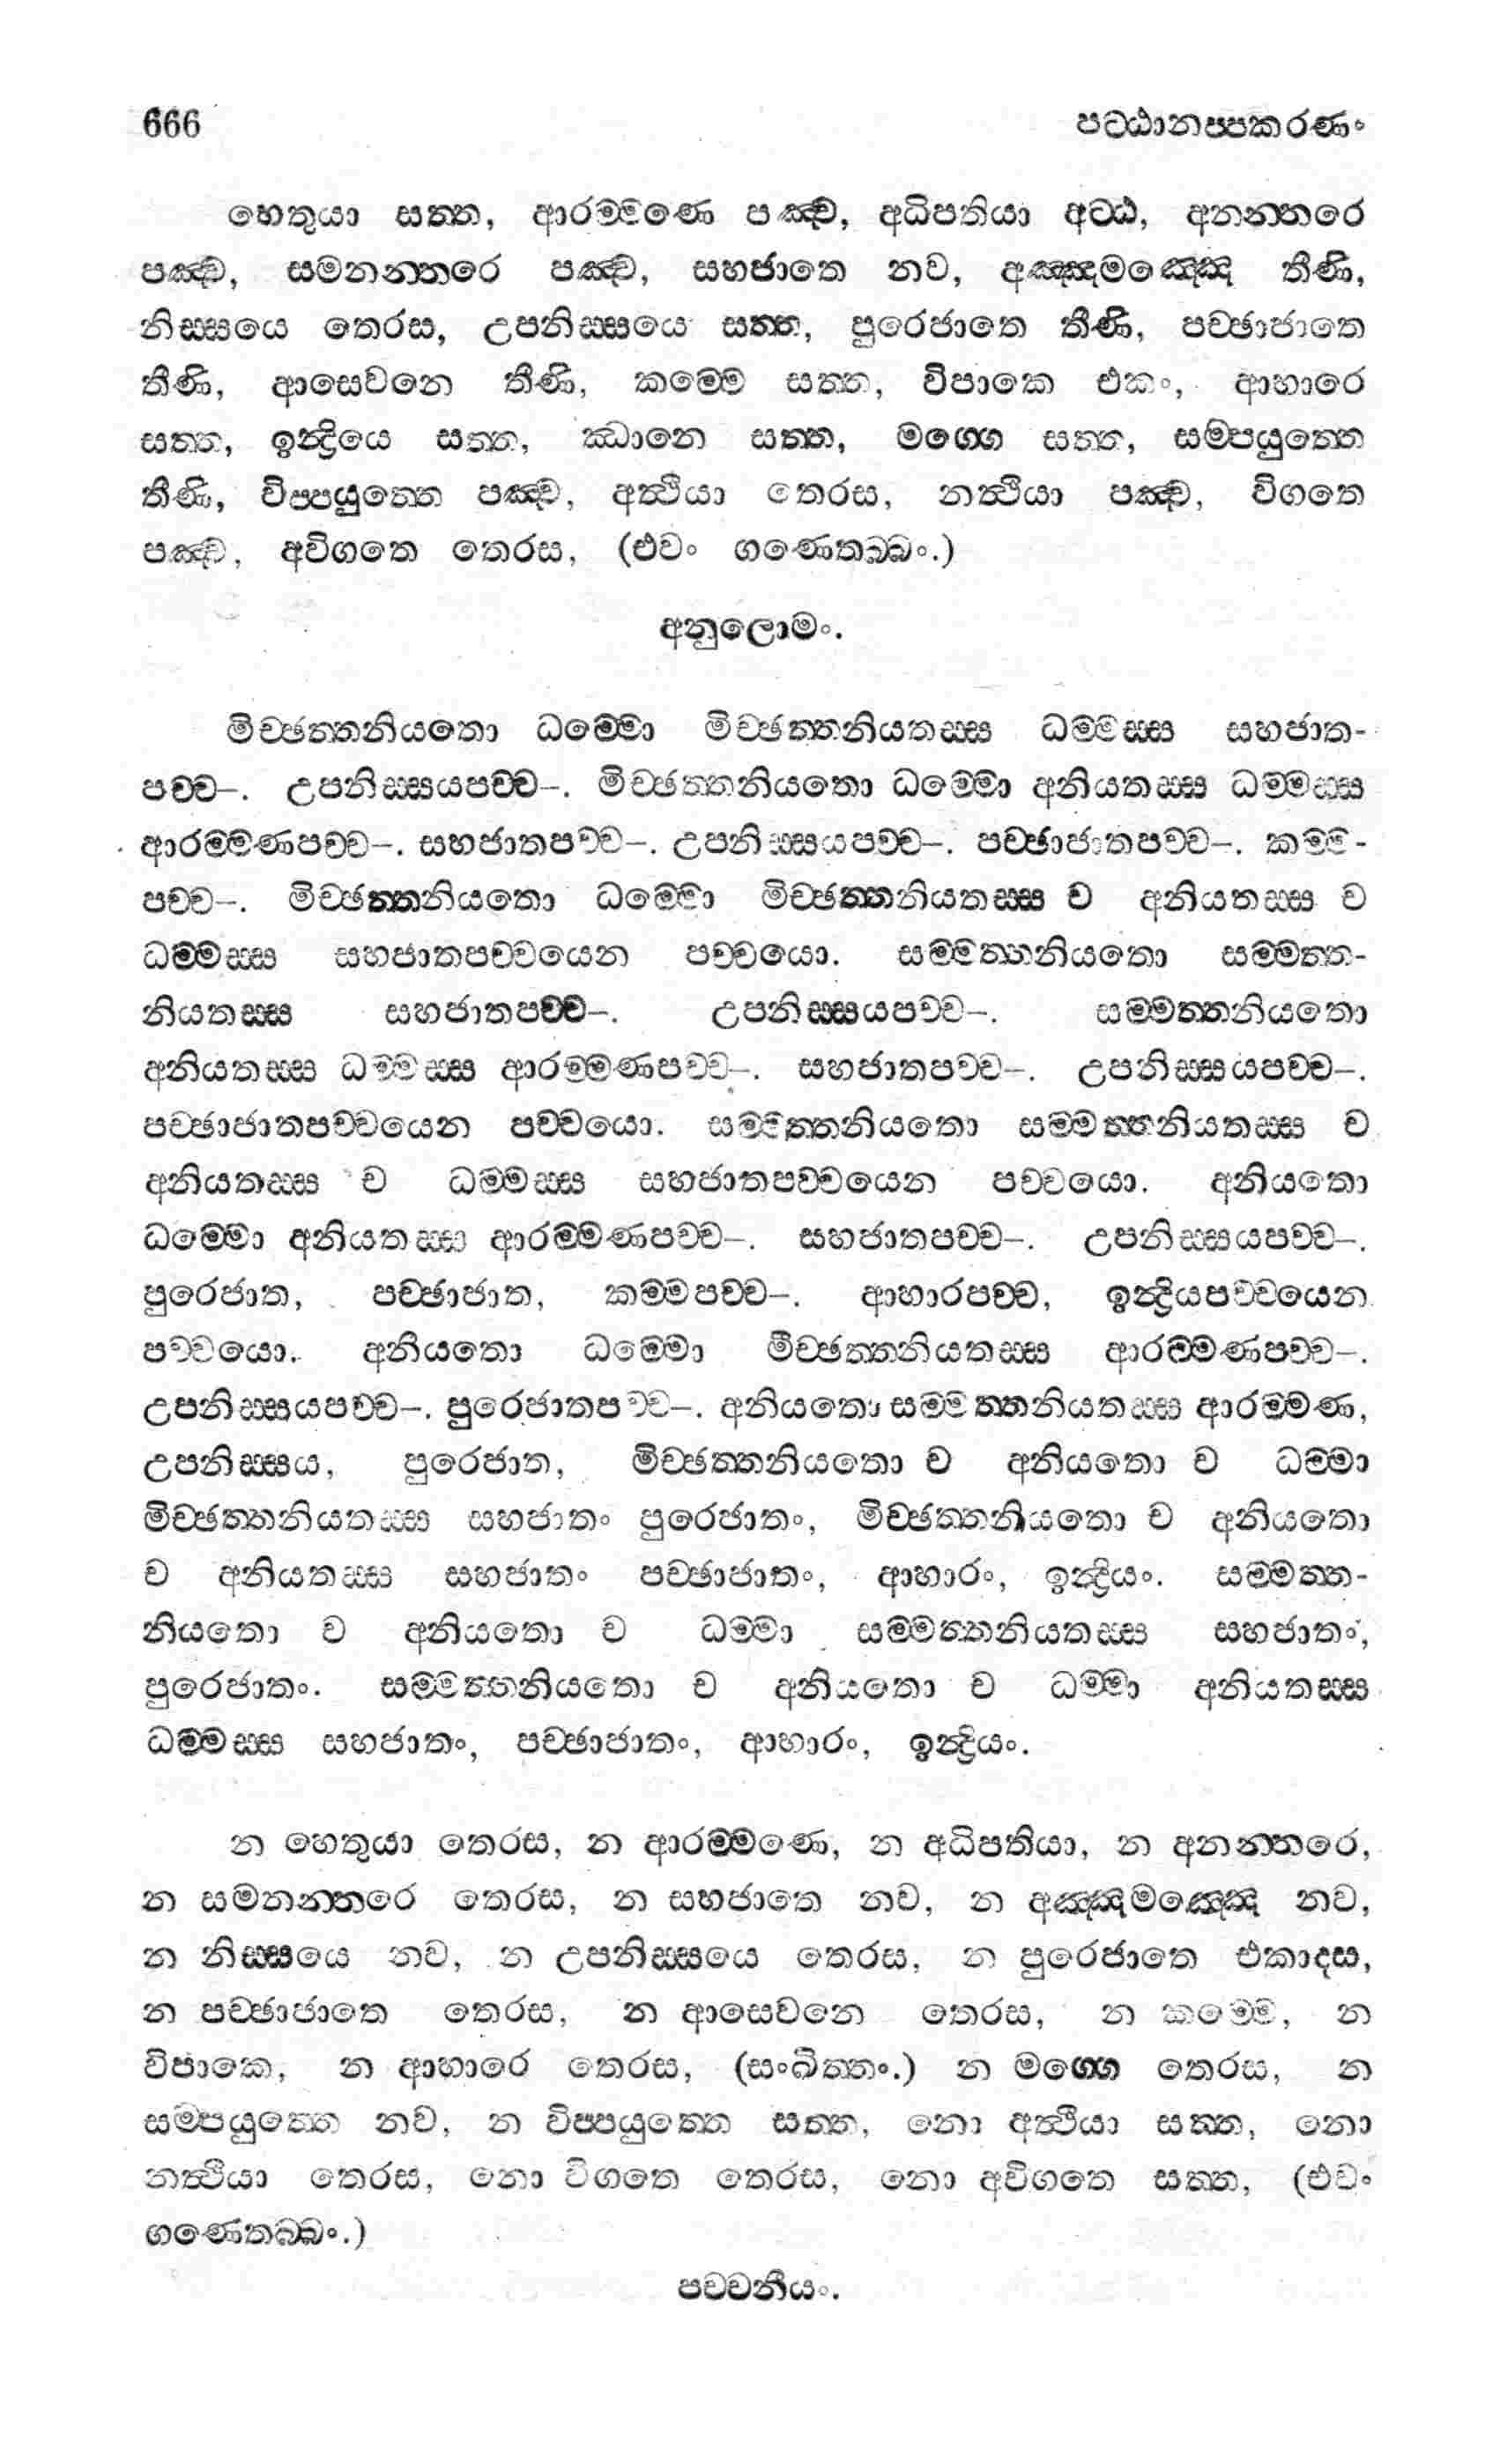 666 පට්ඨානප්පකරණං
හෙතුයා සත්ත, ආරම්මණෙ පඤ්ච, අධිපතියා අට්ඨ, අනන්තරෙ
පඤ්ච, සමනන්තරෙ පඤ්ච, සහජාතෙ නව, අඤ්ඤමඤ්ඤෙ තීණි,
නිස්සයෙ තෙරස, උපනිස්සයෙ සත්ත, පුරෙජාතෙ තීණි, පච්ඡාජාතෙ
තීණි, ආසෙවනෙ තීණි, කම්මෙ සත්ත, විපාකෙ එකං, ආහාරෙ
සත්ත, ඉන්ද්‍රියෙ සත්ත, ඣානෙ සත්ත, මග්ගෙ සත්ත, සම්පයුත්තෙ
තීණි, විප්පයුත්තෙ පඤ්ච, අත්ථියා තෙරස, නත්ථියා පඤ්ච, විගතෙ
පඤ්ච, අවිගතෙ තෙරස, (එවං ගණෙතබ්බං.)
අනුලොමං.
මිච්ඡත්තනියතො ධම්මො මිච්ඡත්තනියතස්ස ධම්මස්ස සහජාත-
පච්ච–. උපනිස්සයපච්ච–. මිච්ඡත්තනියතො ධම්මො අනියතස්ස ධම්මස්ස
ආරම්මණපච්ච–. සහජාතපච්ච–. උපනිස්සයපච්ච–. පච්ඡාජාතපච්ච–. කම්ම-
පච්ච–. මිච්ඡත්තනියතො ධම්මො මිච්ඡත්තනියතස්ස ච අනියතස්ස ච
ධම්මස්ස සහජාතපච්චයෙන පච්චයො. සම්මත්තනියතො සම්මත්ත-
නියතස්ස සහජාතපච්ච–. උපනිස්සයපච්ච–. සම්මත්තනියතො
අනියතස්ස ධම්මස්ස ආරම්මණපච්ච–. සහජාතපච්ච–. උපනිස්සයපච්ච–.
පච්ඡාජාතපච්චයෙන පච්චයො. සම්මත්තනියතො සම්මත්තනියතස්ස ච
අනියතස්ස ච ධම්මස්ස සහජාතපච්චයෙන පච්චයො. අනියතො
ධම්මො අනියතස්ස ආරම්මණපච්ච–. සහජාතපච්ච–. උපනිස්සයපච්ච–.
පුරෙජාත, පච්ඡාජාත, කම්මපච්ච–. ආහාරපච්ච, ඉන්ද්‍රියපච්චයෙන
පච්චයො. අනියතො ධම්මො මිච්ඡත්තනියතස්ස ආරම්මණපච්ච–.
උපනිස්සයපච්ච–. පුරෙජාතපච්ච–. අනියතො සම්මත්තනියතස්ස ආරම්මණ,
උපනිස්සය, පුරෙජාත, මිච්ඡත්තනියතො ච අනියතො ච ධම්මා
මිච්ඡත්තනියතස්ස සහජාතං පුරෙජාතං, මිච්ඡත්තනියතො ච අනියතො
ච අනියතස්ස සහජාතං පච්ඡාජාතං, ආහාරං, ඉන්ද්‍රියං. සම්මත්ත-
නියතො ච අනියතො ච ධම්මා සම්මත්තනියතස්ස සහජාතං,
පුරෙජාතං. සම්මත්තනියතො ච අනියතො ච ධම්මා අනියතස්ස
ධම්මස්ස සහජාතං, පච්ඡාජාතං, ආහාරං, ඉන්ද්‍රියං.
න හෙතුයා තෙරස, න ආරම්මණෙ, න අධිපතියා, න අනන්තරෙ,
න සමනන්තරෙ තෙරස, න සහජාතෙ නව, න අඤ්ඤමඤ්ඤෙ නව,
න නිස්සයෙ නව, න උපනිස්සයෙ තෙරස, න පුරෙජාතෙ එකාදස,
න පච්ඡාජාතෙ තෙරස, න ආසෙවනෙ තෙරස, න කම්මෙ, න
විපාකෙ, න ආහාරෙ තෙරස, (සංඛිත්තං.) න මග්ගෙ තෙරස, න
සම්පයුත්තෙ නව, න විප්පයුත්තෙ සත්ත, නො අත්ථියා සත්ත, නො
නත්ථියා තෙරස, නො විගතෙ තෙරස, නො අවිගතෙ සත්ත, (එවං
ගණෙතබ්බං.)
පච්චනීයං.